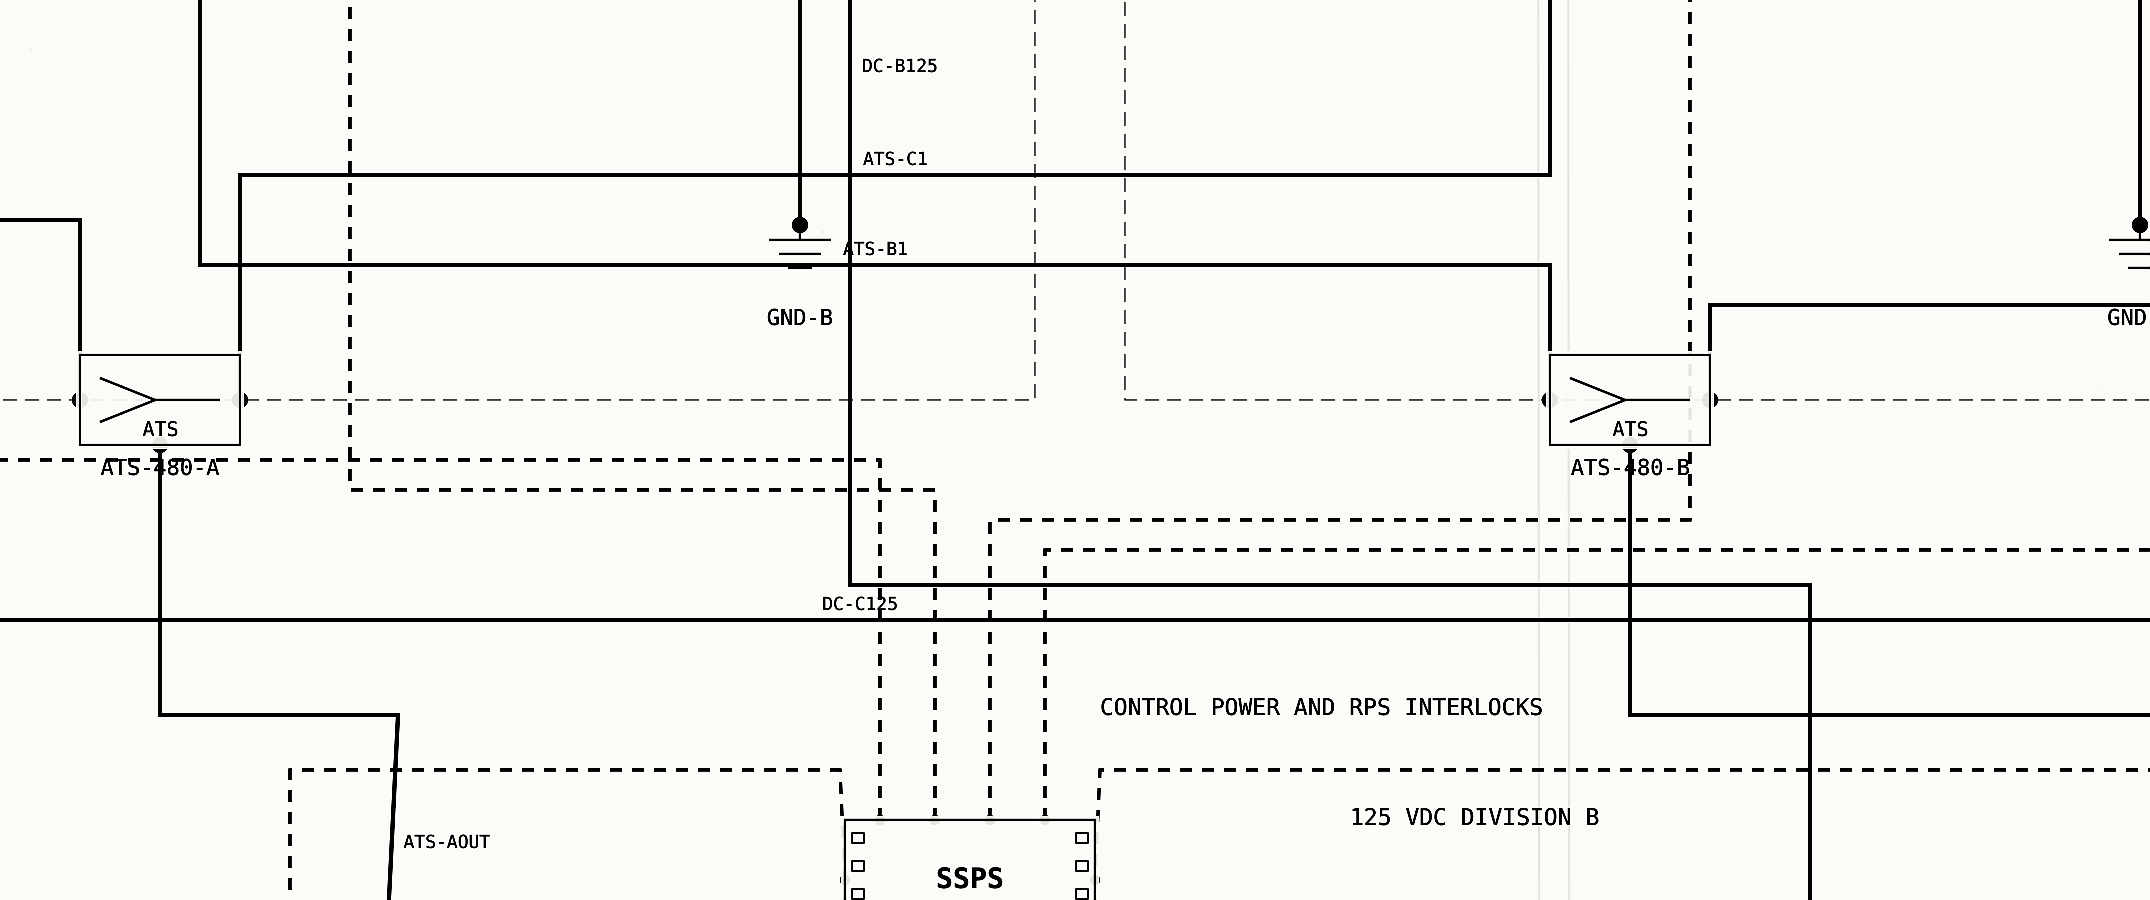 DC-B125
ATS-C1
ATS-B1
GND-B
GND
ATS
ATS
ATS-480-A
ATS-480-B
DC-C125
CONTROL POWER AND RPS INTERLOCKS
125 VDC DIVISION B
ATS-AOUT
SSPS